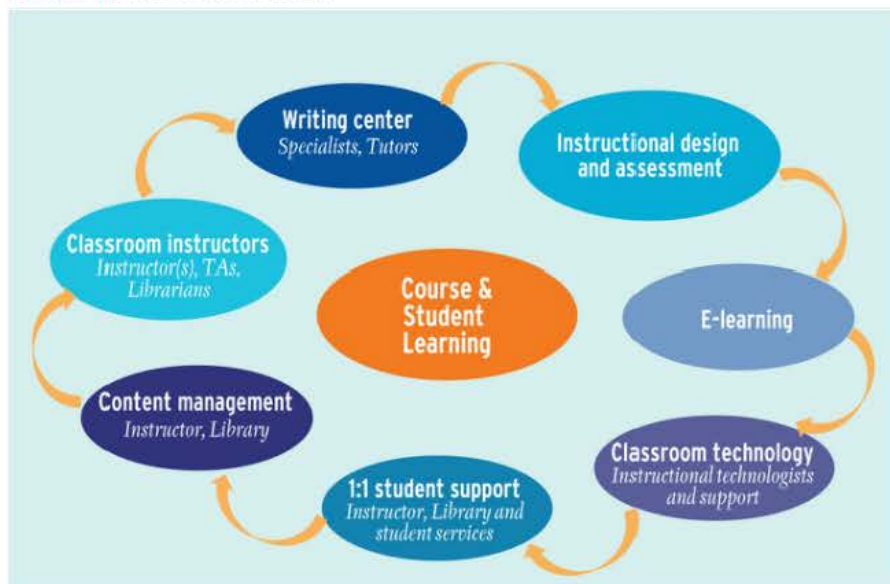 Writing center
Specialists, Tutors
Instructional design
and assessment
Classroom instructors
Instructor(s), TAs,
Librarians
Course &
Student
Learning
E-learning
Content management
Instructor, Library
Classroom technology
Instructional technologists
and support
1:1 student support
Instructor, Library and
student services